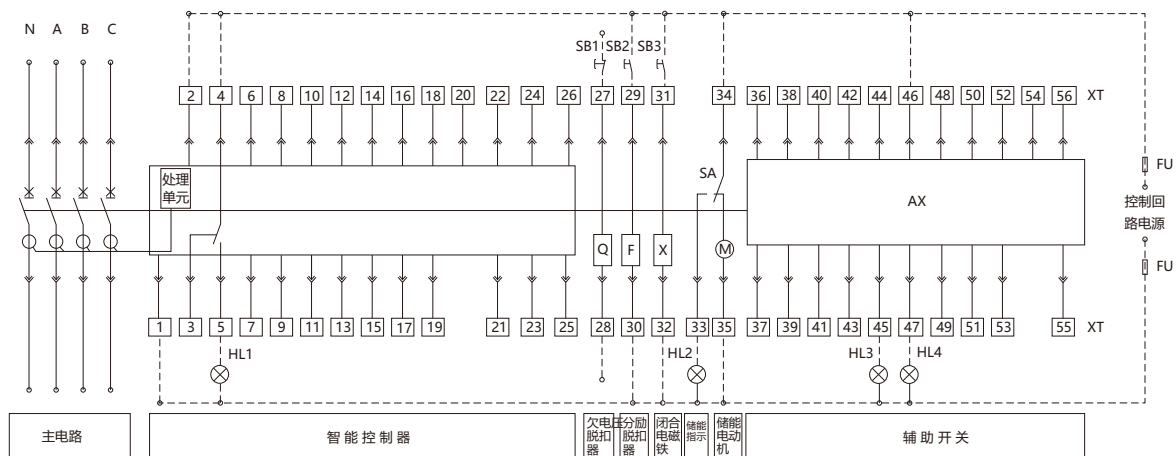 N A B C
SB1 SB2 SB3
2 4 6 8 10 12 14 16 18 20 22 24 26 27 29 31 34 36 38 40 42 44 46 48 50 52 54 56 XT
FU
处理
单元
SA
AX
控制回
路电源
Q F X M
FU
1 3 5 7 9 11 13 15 17 19 21 23 25 28 30 32 33 35 37 39 41 43 45 47 49 51 53 55 XT
HL1 HL2 HL3 HL4
主电路
智能控制器
欠电压
脱扣
器
分励
脱扣
器
闭合
电磁
铁
储能
指示
储能
电动
机
辅助开关